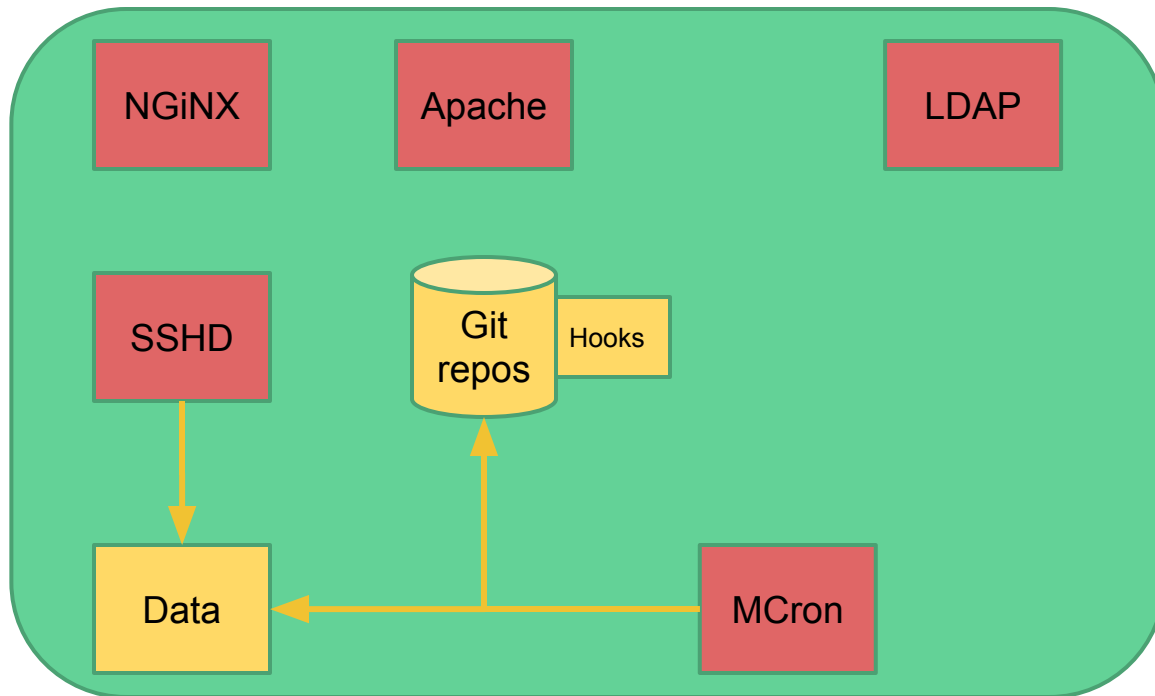 NGiNX
Apache
LDAP
SSHD
Git
repos
Hooks
Data
MCron